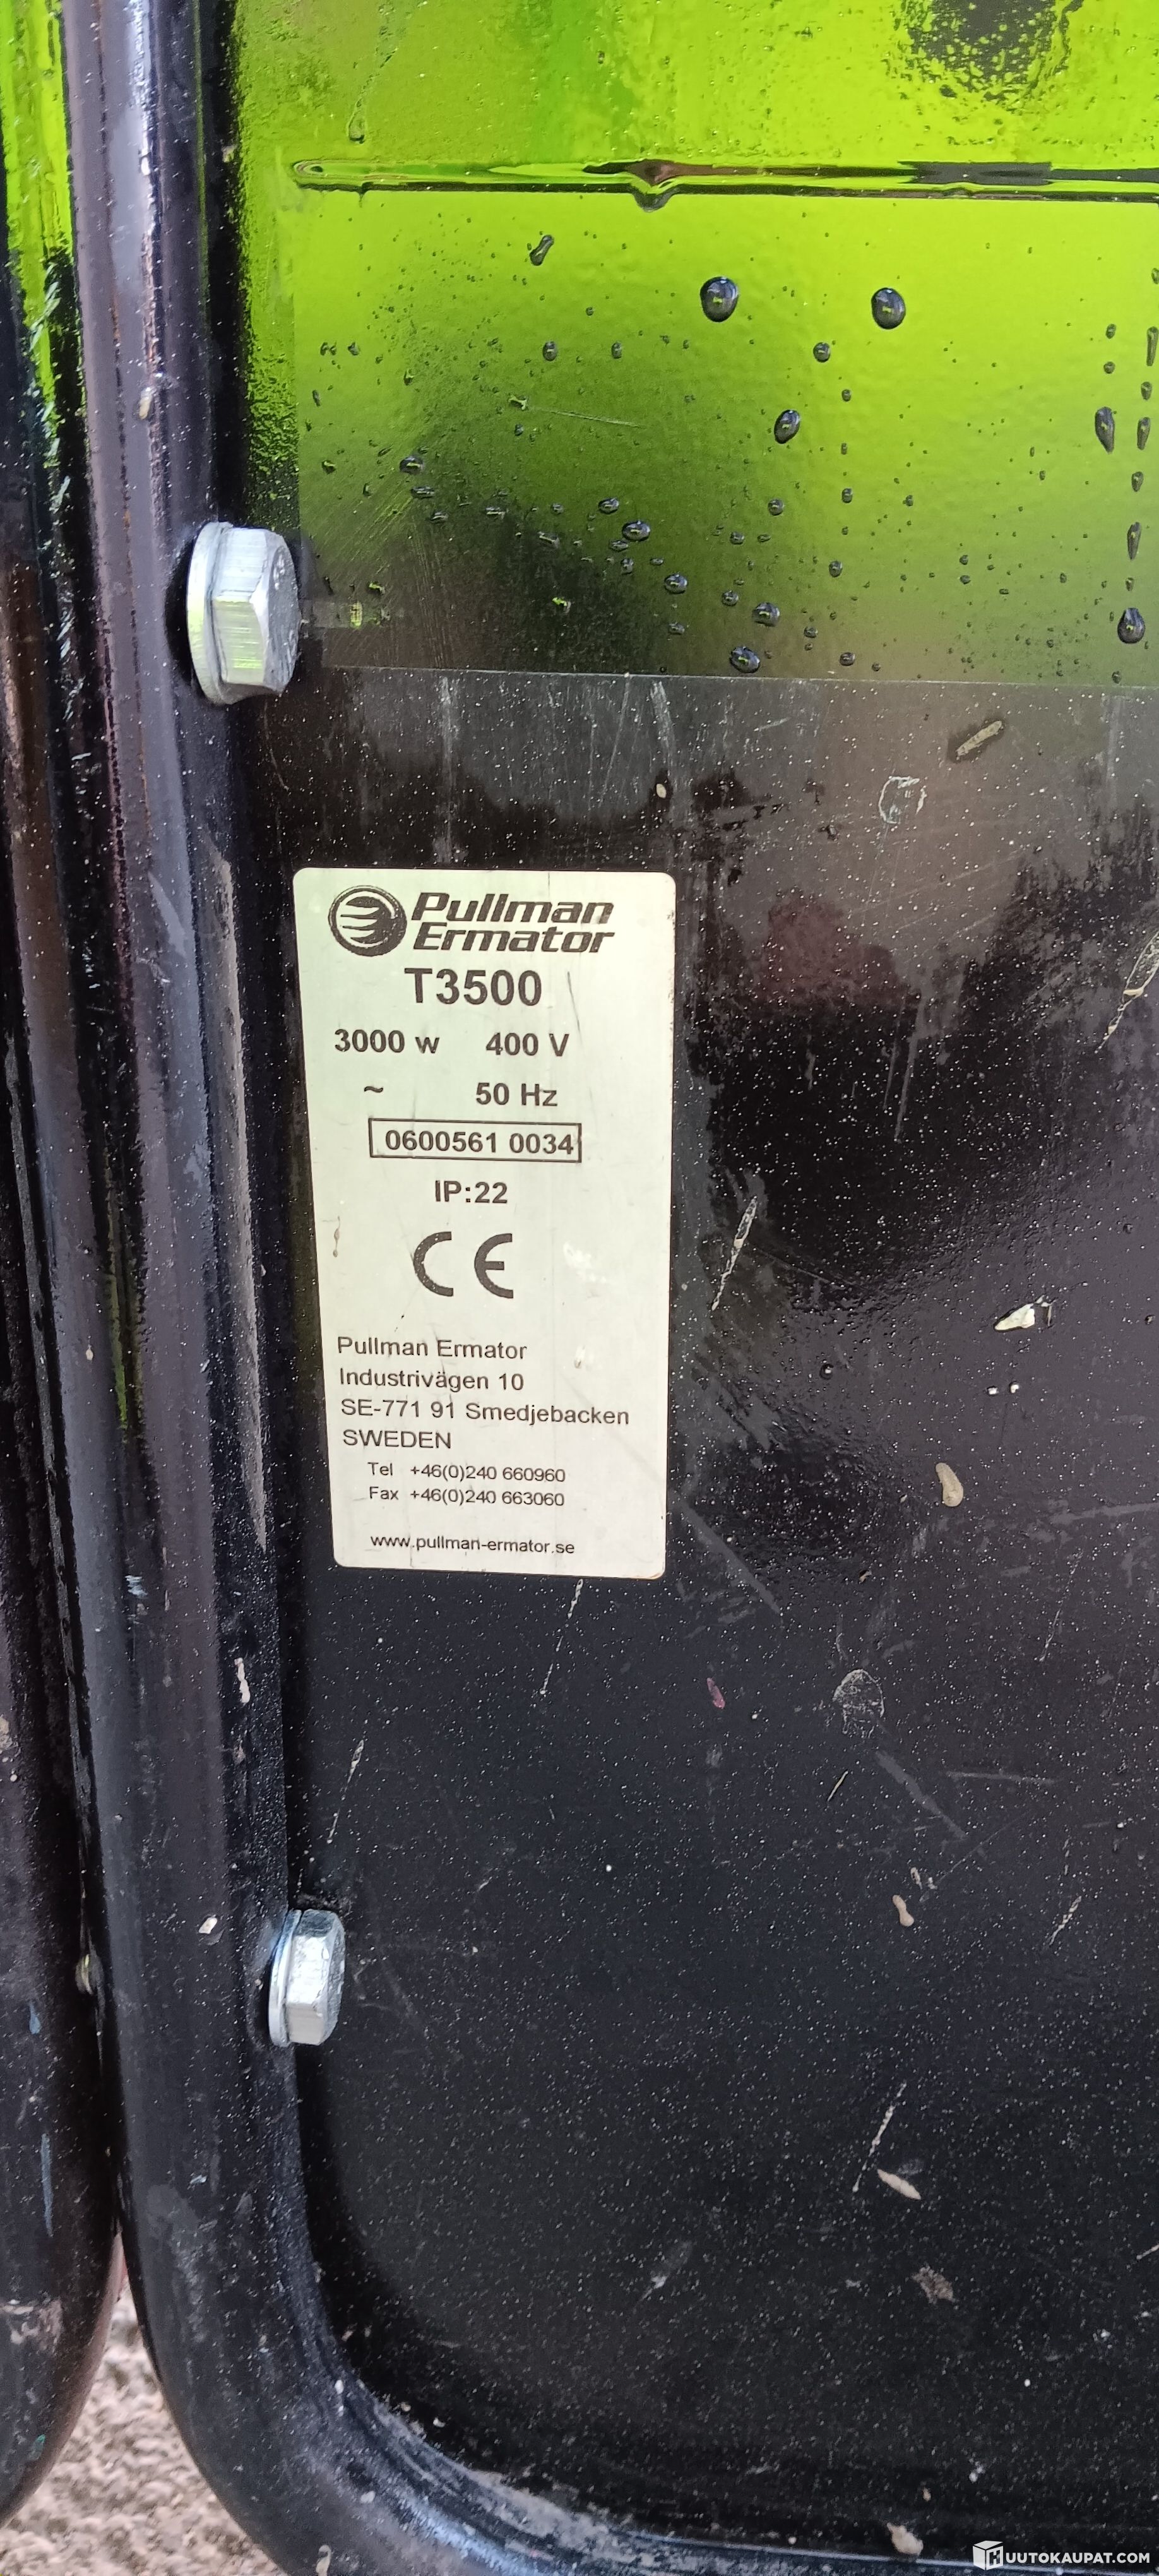 Pullman
Ermator
T3500
3000 w 400 V
~ 50 Hz
0600561 0034
IP:22
CE
Pullman Ermator
Industrivägen 10
SE-771 91 Smedjebacken
SWEDEN
Tel +46(0)240 660960
Fax +46(0)240 663060
www.pullman-ermator.se
HUUTOKAUPAT.COM